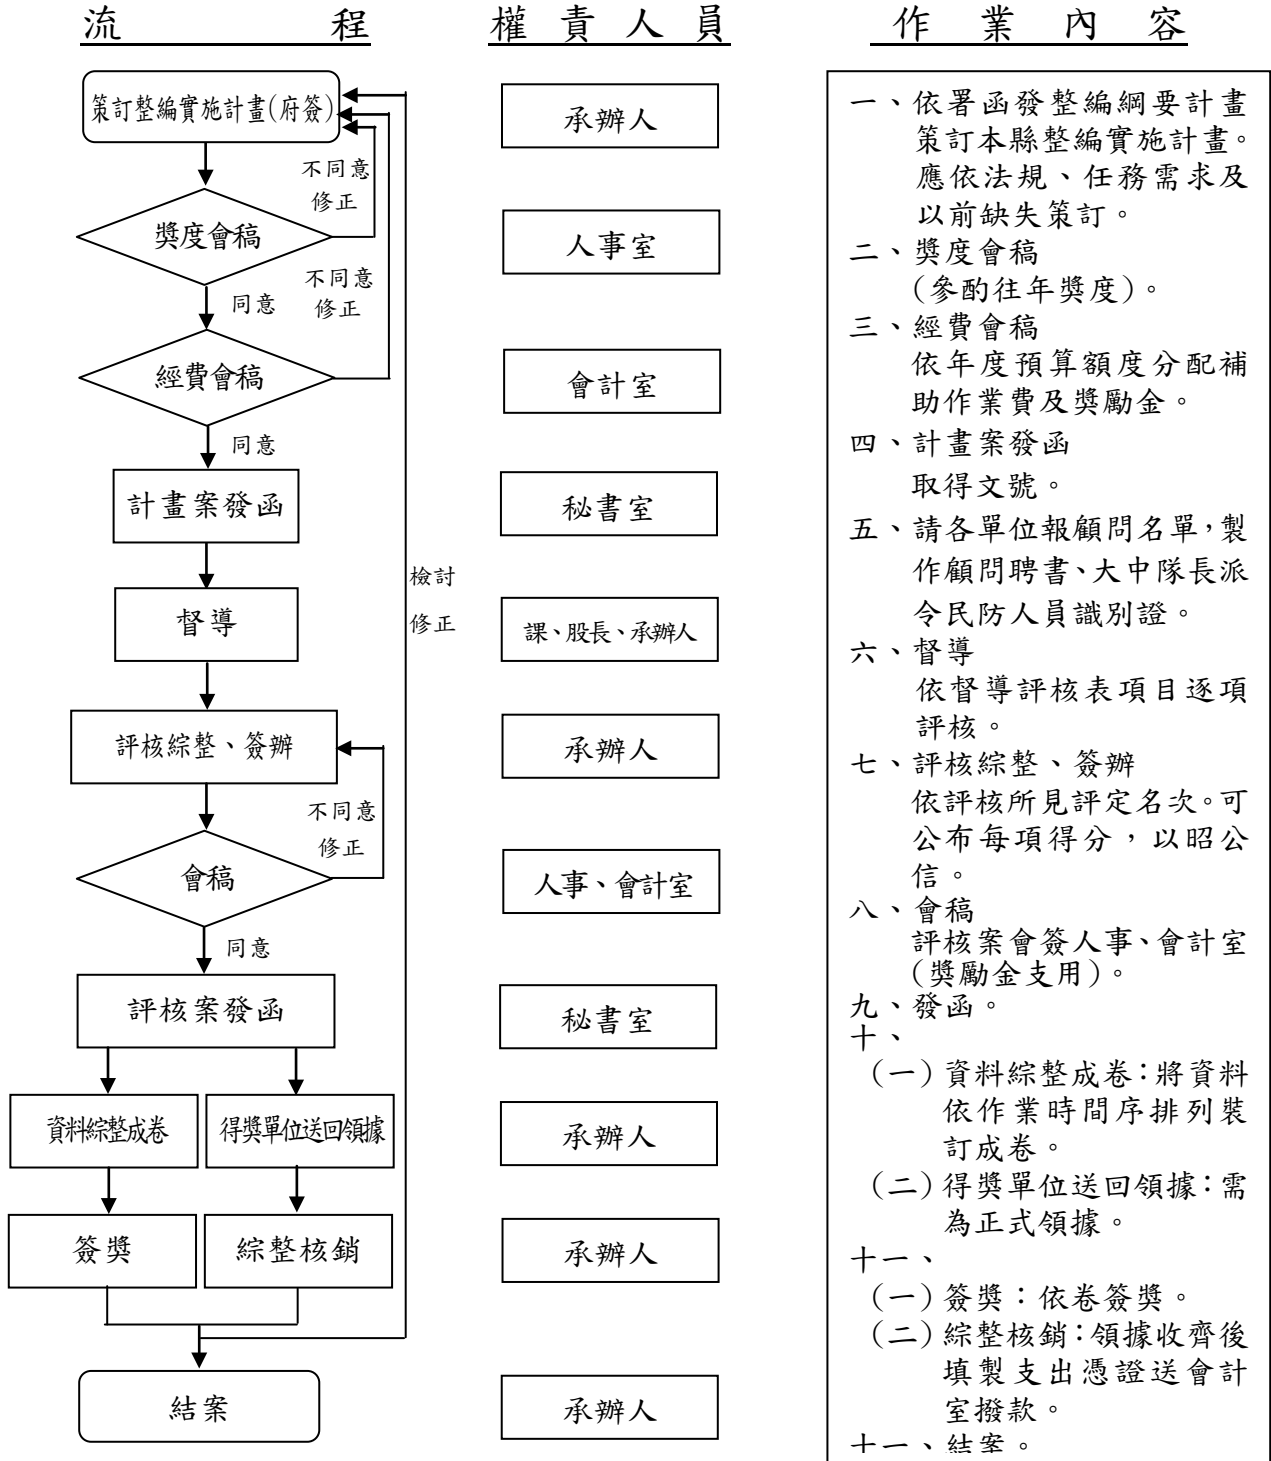 流程
權責人員
作業內容
策訂整編實施計畫(府簽)
不同意
修正
獎度會稿
不同意
修正
同意
經費會稿
同意
計畫案發函
督導
檢討
修正
評核綜整、簽辦
不同意
修正
會稿
同意
評核案發函
資料綜整成卷
得獎單位送回領據
簽獎
綜整核銷
結案
承辦人
人事室
會計室
秘書室
課、股長、承辦人
承辦人
人事、會計室
秘書室
承辦人
承辦人
承辦人
一、依署函發整編綱要計畫
策訂本縣整編實施計畫。
應依法規、任務需求及
以前缺失策訂。
二、獎度會稿
(參酌往年獎度)。
三、經費會稿
依年度預算額度分配補
助作業費及獎勵金。
四、計畫案發函
取得文號。
五、請各單位報顧問名單,製
作顧問聘書、大中隊長派
令民防人員識別證。
六、督導
依督導評核表項目逐項
評核。
七、評核綜整、簽辦
依評核所見評定名次。可
公布每項得分,以昭公
信。
八、會稿
評核案會簽人事、會計室
(獎勵金支用)。
九、發函。
十、
(一)資料綜整成卷:將資料
依作業時間序排列裝
訂成卷。
(二)得獎單位送回領據:需
為正式領據。
十一、
(一)簽獎:依卷簽獎。
(二)綜整核銷:領據收齊後
填製支出憑證送會計
室撥款。
十一、結案。